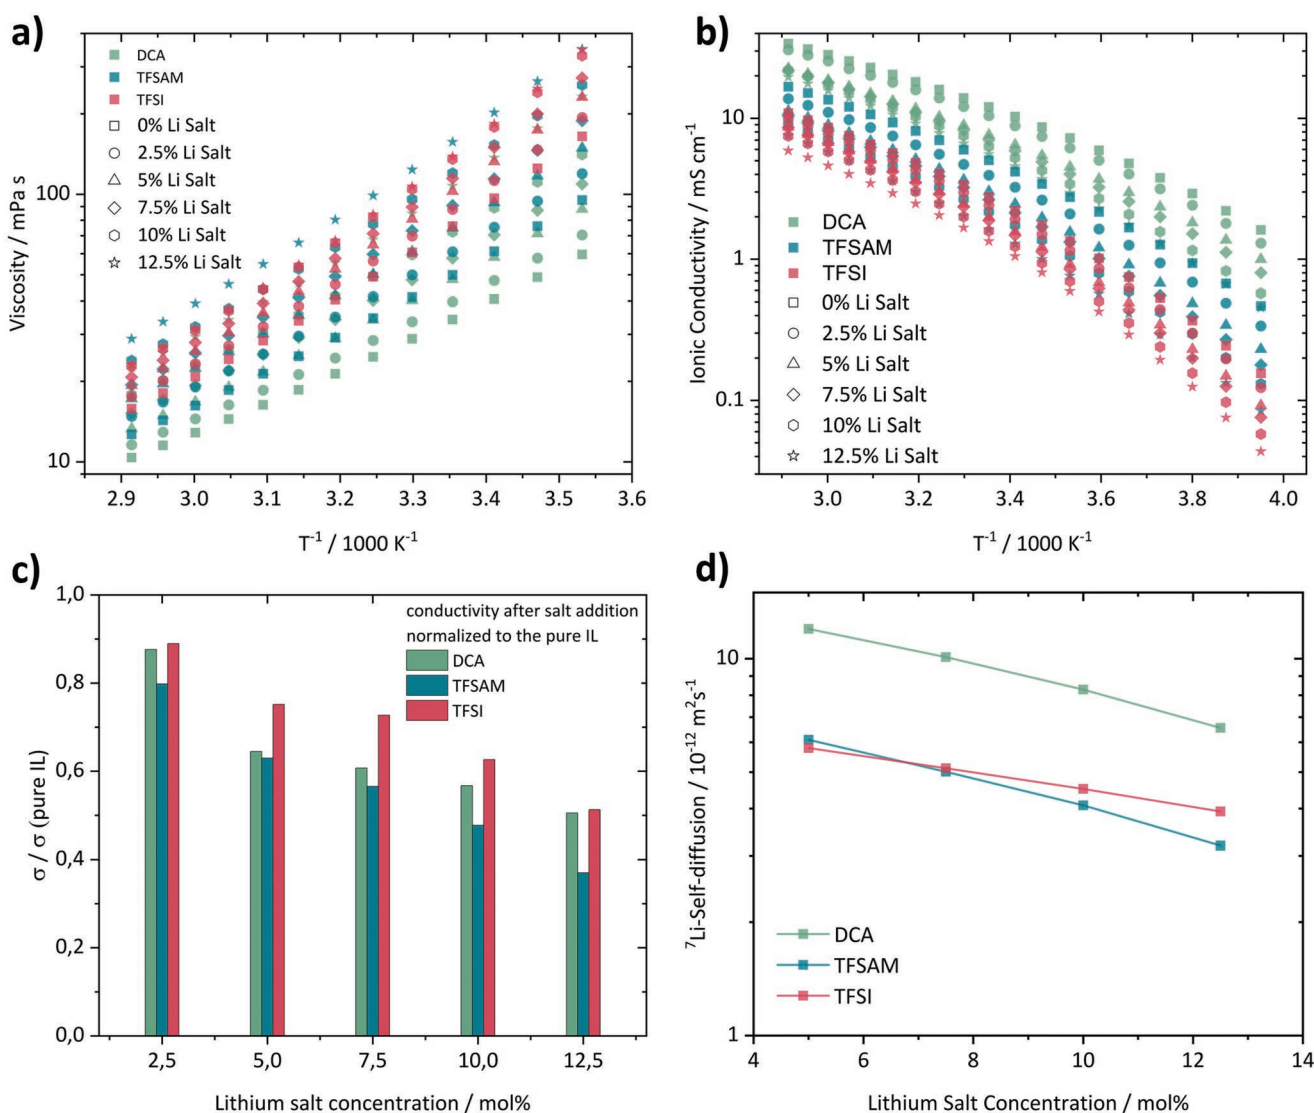 a)
DCA
TFSAM
TFSI
0% Li Salt
2.5% Li Salt
5% Li Salt
7.5% Li Salt
10% Li Salt
12.5% Li Salt
100
10
Viscosity / mPa s
2.9 3.0 3.1 3.2 3.3 3.4 3.5 3.6
T⁻¹ / 1000 K⁻¹
b)
10
1
0.1
Ionic Conductivity / mS cm⁻¹
DCA
TFSAM
TFSI
0% Li Salt
2.5% Li Salt
5% Li Salt
7.5% Li Salt
10% Li Salt
12.5% Li Salt
3.0 3.2 3.4 3.6 3.8 4.0
T⁻¹ / 1000 K⁻¹
c)
1,0
0,8
0,6
0,4
0,2
0,0
σ / σ (pure IL)
conductivity after salt addition
normalized to the pure IL
DCA
TFSAM
TFSI
2,5 5,0 7,5 10,0 12,5
Lithium salt concentration / mol%
d)
10
1
⁷Li-Self-diffusion / 10⁻¹² m²s⁻¹
DCA
TFSAM
TFSI
4 6 8 10 12 14
Lithium Salt Concentration / mol%